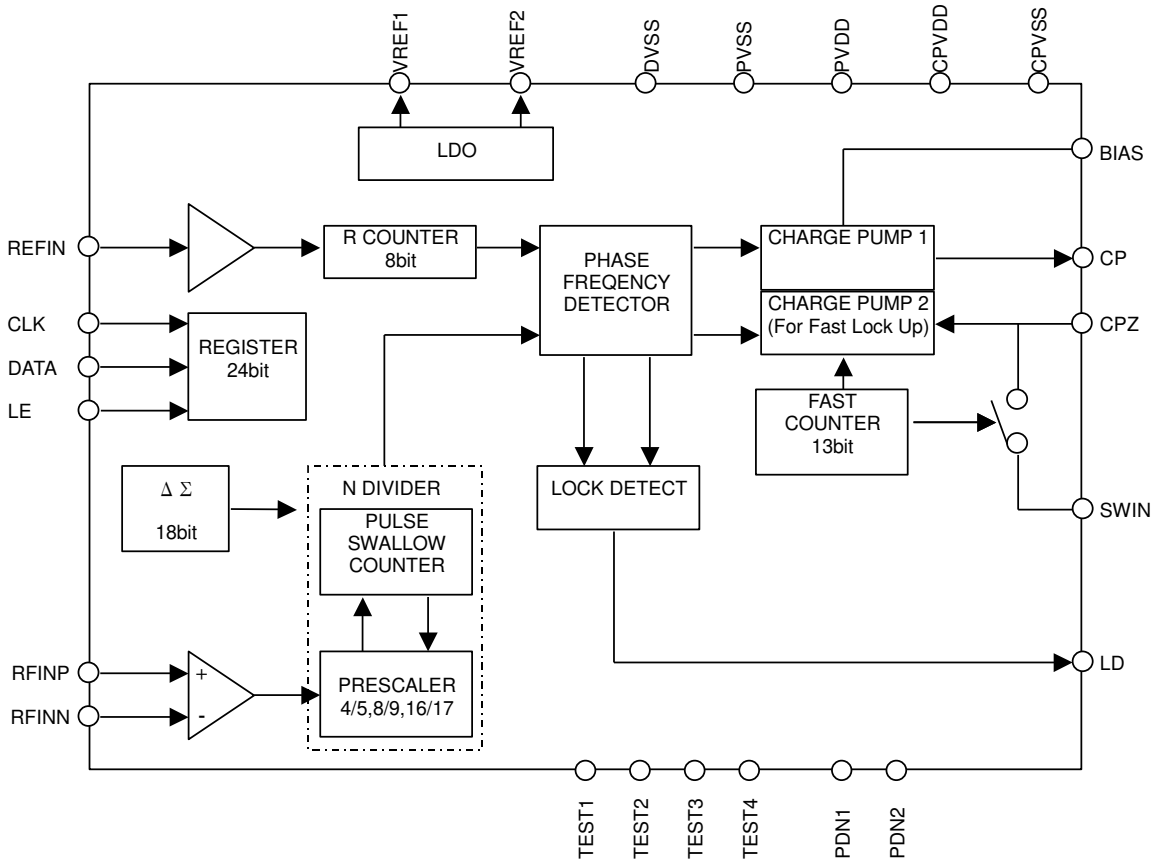 VREF1
VREF2
DVSS
PVSS
PVDD
CPVDD
CPVSS
LDO
BIAS
REFIN
R COUNTER
8bit
PHASE
FREQENCY
DETECTOR
CHARGE PUMP 1
CP
CHARGE PUMP 2
(For Fast Lock Up)
CPZ
CLK
DATA
LE
REGISTER
24bit
FAST
COUNTER
13bit
Δ Σ
18bit
N DIVIDER
PULSE
SWALLOW
COUNTER
LOCK DETECT
SWIN
RFINP
RFINN
+
-
PRESCALER
4/5,8/9,16/17
LD
TEST1
TEST2
TEST3
TEST4
PDN1
PDN2